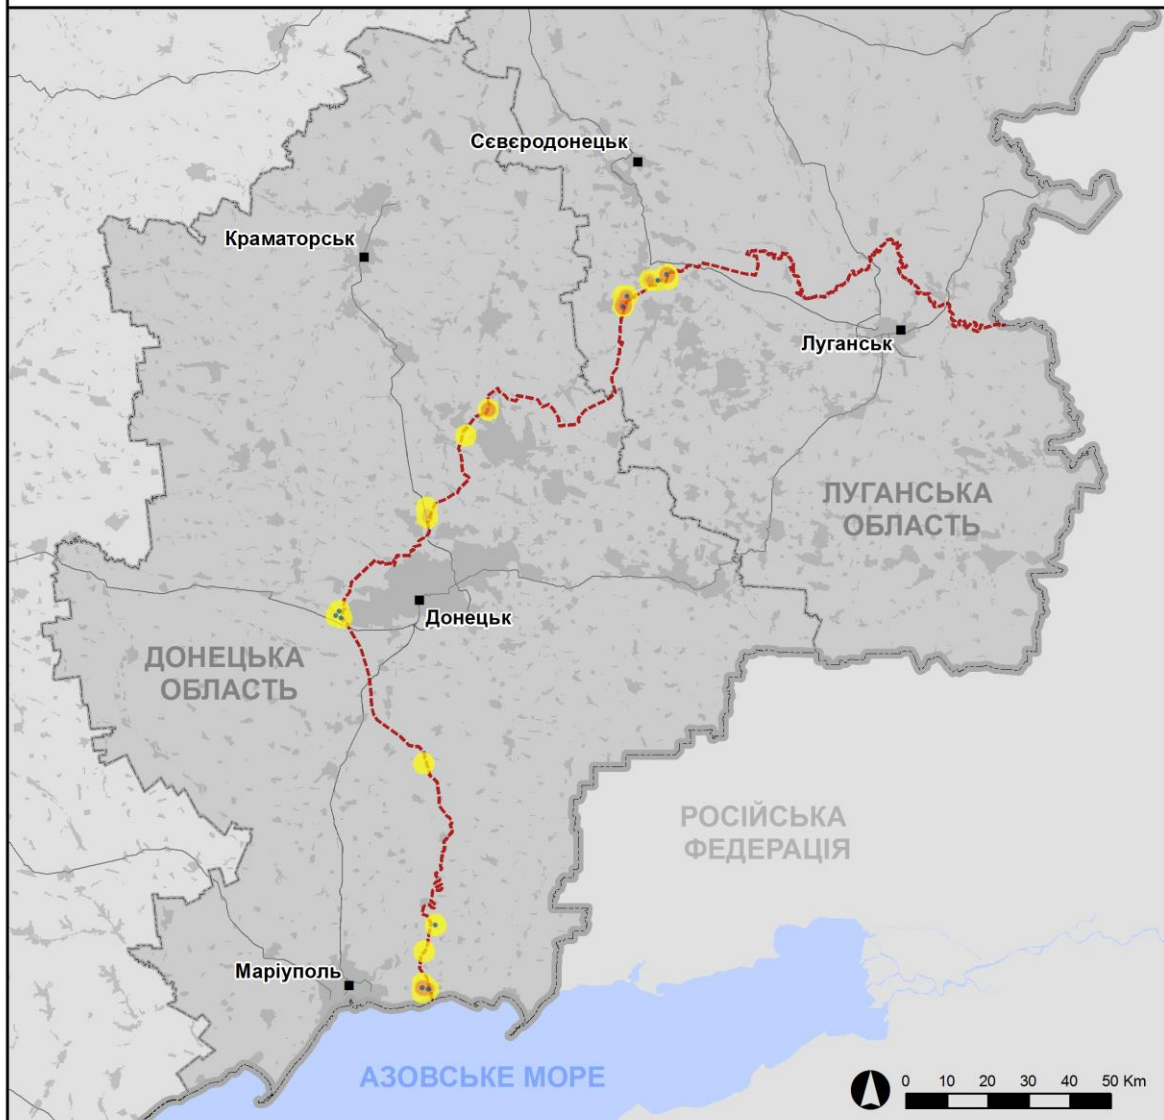 Сєвєродонецьк
Краматорськ
Луганськ
ЛУГАНСЬКА
ОБЛАСТЬ
Донецьк
ДОНЕЦЬКА
ОБЛАСТЬ
РОСІЙСЬКА
ФЕДЕРАЦІЯ
Маріуполь
АЗОВСЬКЕ МОРЕ
0 10 20 30 40 50 Km